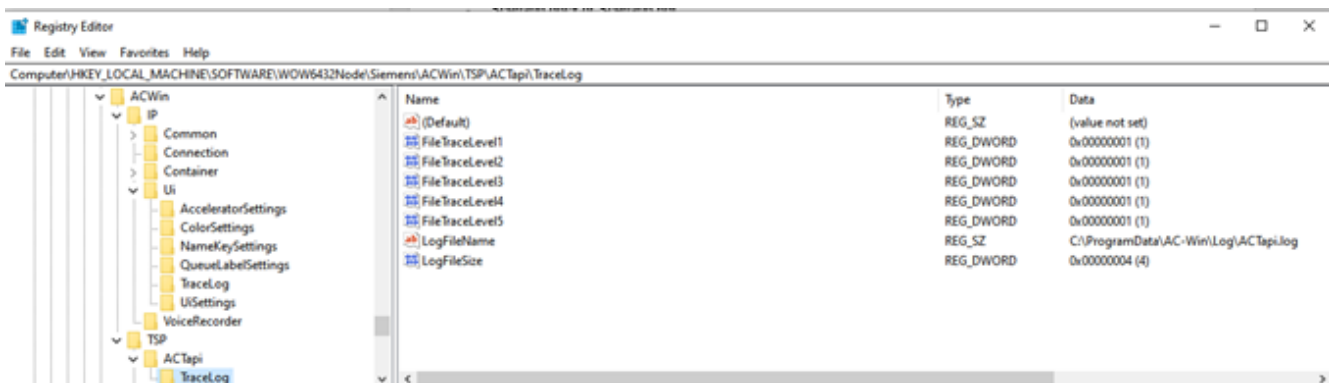 Registry Editor
File Edit View Favorites Help
Computer\HKEY_LOCAL_MACHINE\SOFTWARE\WOW6432Node\Siemens\ACWin\TSP\ACTapi\TraceLog
ACWin
IP
Common
Connection
Container
Ui
AcceleratorSettings
ColorSettings
NameKeySettings
QueueLabelSettings
TraceLog
UiSettings
VoiceRecorder
TSP
ACTapi
TraceLog
Name Type Data
(Default) REG_SZ (value not set)
FileTraceLevel1 REG_DWORD 0x00000001 (1)
FileTraceLevel2 REG_DWORD 0x00000001 (1)
FileTraceLevel3 REG_DWORD 0x00000001 (1)
FileTraceLevel4 REG_DWORD 0x00000001 (1)
FileTraceLevel5 REG_DWORD 0x00000001 (1)
LogFileName REG_SZ C:\ProgramData\AC-Win\Log\ACTapi.log
LogFileSize REG_DWORD 0x00000004 (4)